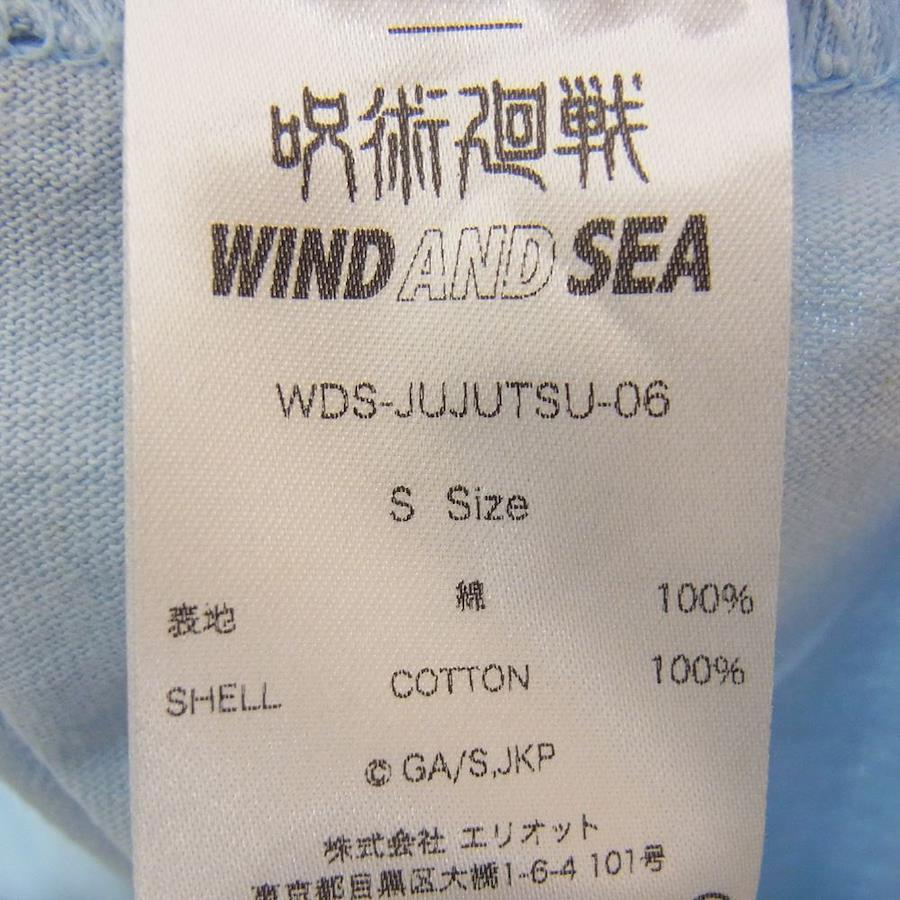 呪術廻戦
WIND AND SEA
WDS-JUJUTSU-06
S Size
表地 綿 100%
SHELL COTTON 100%
© GA/S,JKP
株式会社 エリオット
東京都目黒区大橋1-6-4 101号